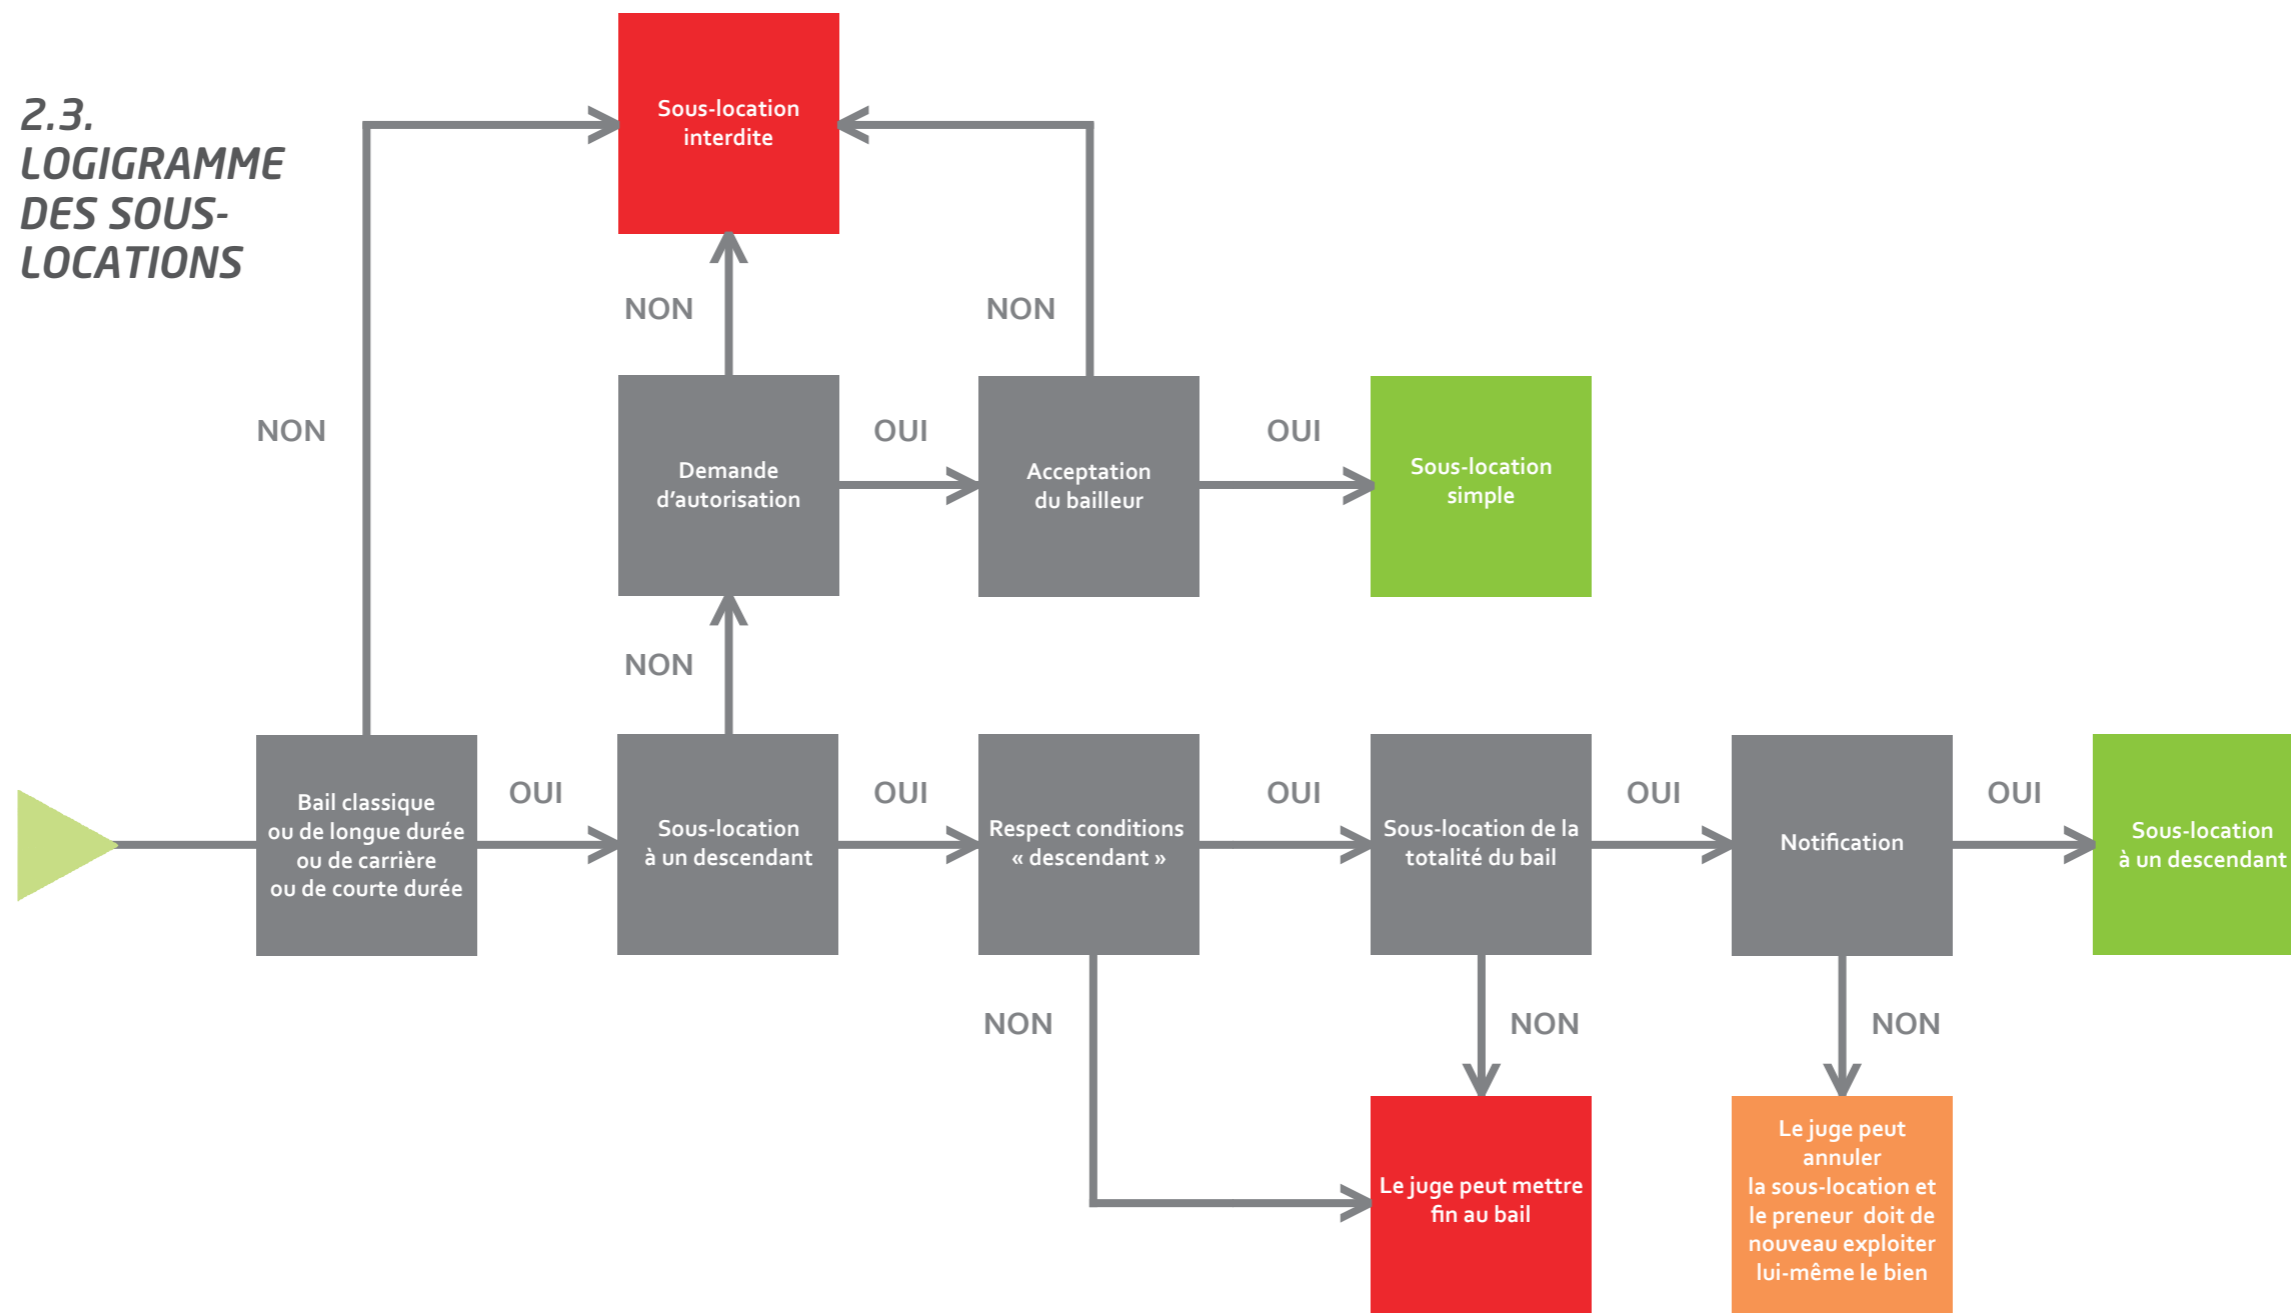 2.3.
LOGIGRAMME
DES SOUS-
LOCATIONS
Sous-location
interdite
NON
NON
NON
Demande
d'autorisation
OUI
Acceptation
du bailleur
OUI
Sous-location
simple
NON
Bail classique
ou de longue durée
ou de carrière
ou de courte durée
OUI
Sous-location
à un descendant
OUI
Respect conditions
« descendant »
OUI
Sous-location de la
totalité du bail
OUI
Notification
OUI
Sous-location
à un descendant
NON
NON
NON
Le juge peut mettre
fin au bail
Le juge peut
annuler
la sous-location et
le preneur doit de
nouveau exploiter
lui-même le bien